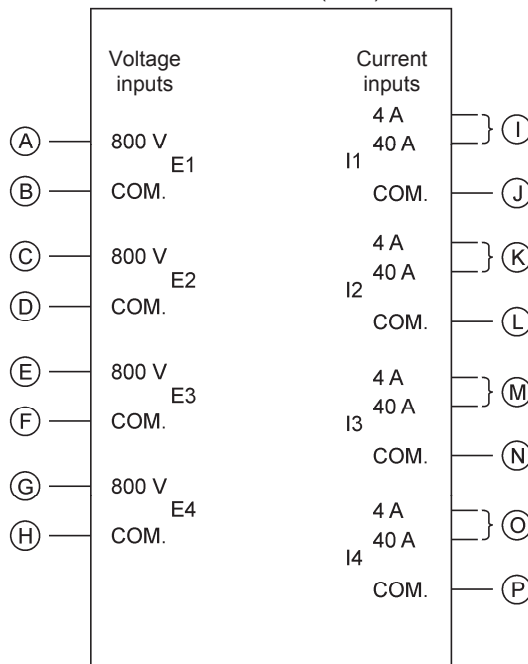 Voltage
inputs
Current
inputs
A
800 V
E1
B
COM.
C
800 V
E2
D
COM.
E
800 V
E3
F
COM.
G
800 V
E4
H
COM.
4 A
40 A
I
I1
COM.
J
4 A
40 A
K
I2
COM.
L
4 A
40 A
M
I3
COM.
N
4 A
40 A
O
I4
COM.
P